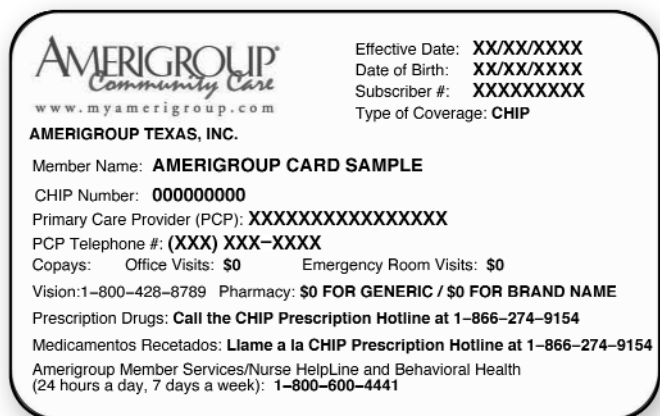 AMERIGROUP
Community Care
www.myamerigroup.com
Effective Date: XX/XX/XXXX
Date of Birth: XX/XX/XXXX
Subscriber #: XXXXXXXXX
Type of Coverage: CHIP
AMERIGROUP TEXAS, INC.
Member Name: AMERIGROUP CARD SAMPLE
CHIP Number: 000000000
Primary Care Provider (PCP): XXXXXXXXXXXXXXXX
PCP Telephone #: (XXX) XXX–XXXX
Copays: Office Visits: $0 Emergency Room Visits: $0
Vision:1–800–428–8789 Pharmacy: $0 FOR GENERIC / $0 FOR BRAND NAME
Prescription Drugs: Call the CHIP Prescription Hotline at 1–866–274–9154
Medicamentos Recetados: Llame a la CHIP Prescription Hotline at 1–866–274–9154
Amerigroup Member Services/Nurse HelpLine and Behavioral Health
(24 hours a day, 7 days a week): 1–800–600–4441